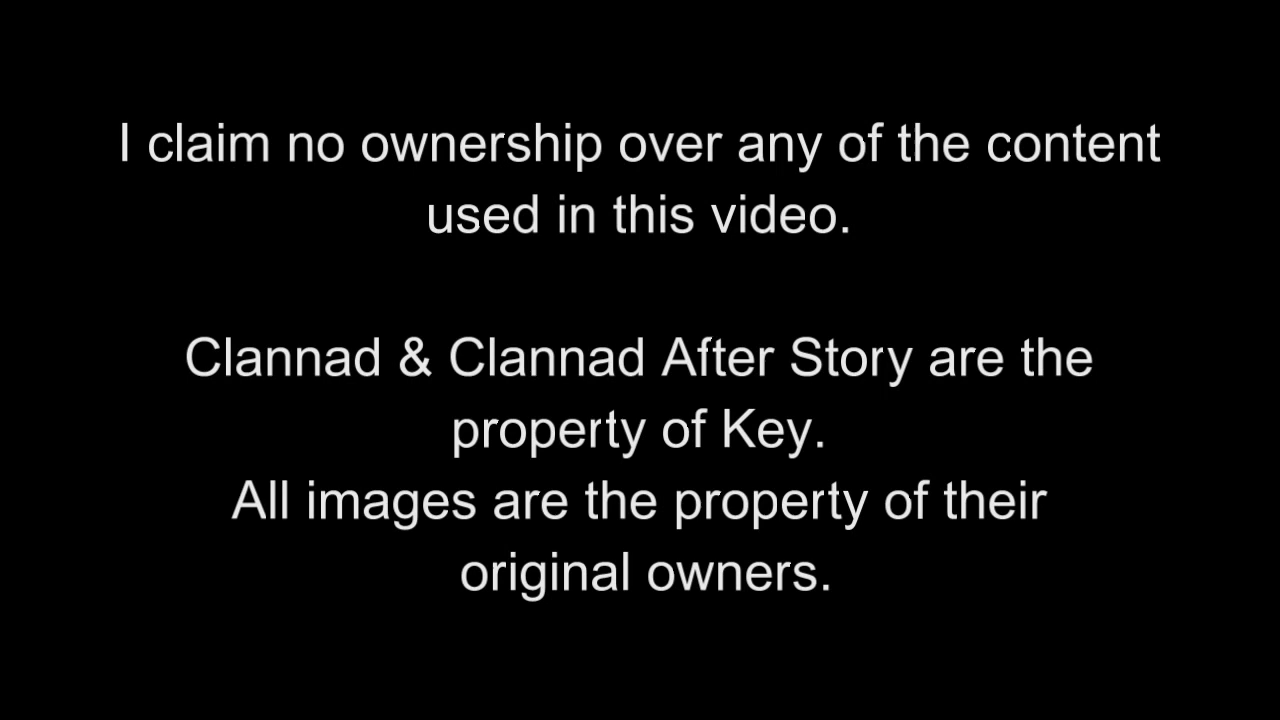 I claim no ownership over any of the content
used in this video.
Clannad & Clannad After Story are the
property of Key.
All images are the property of their
original owners.